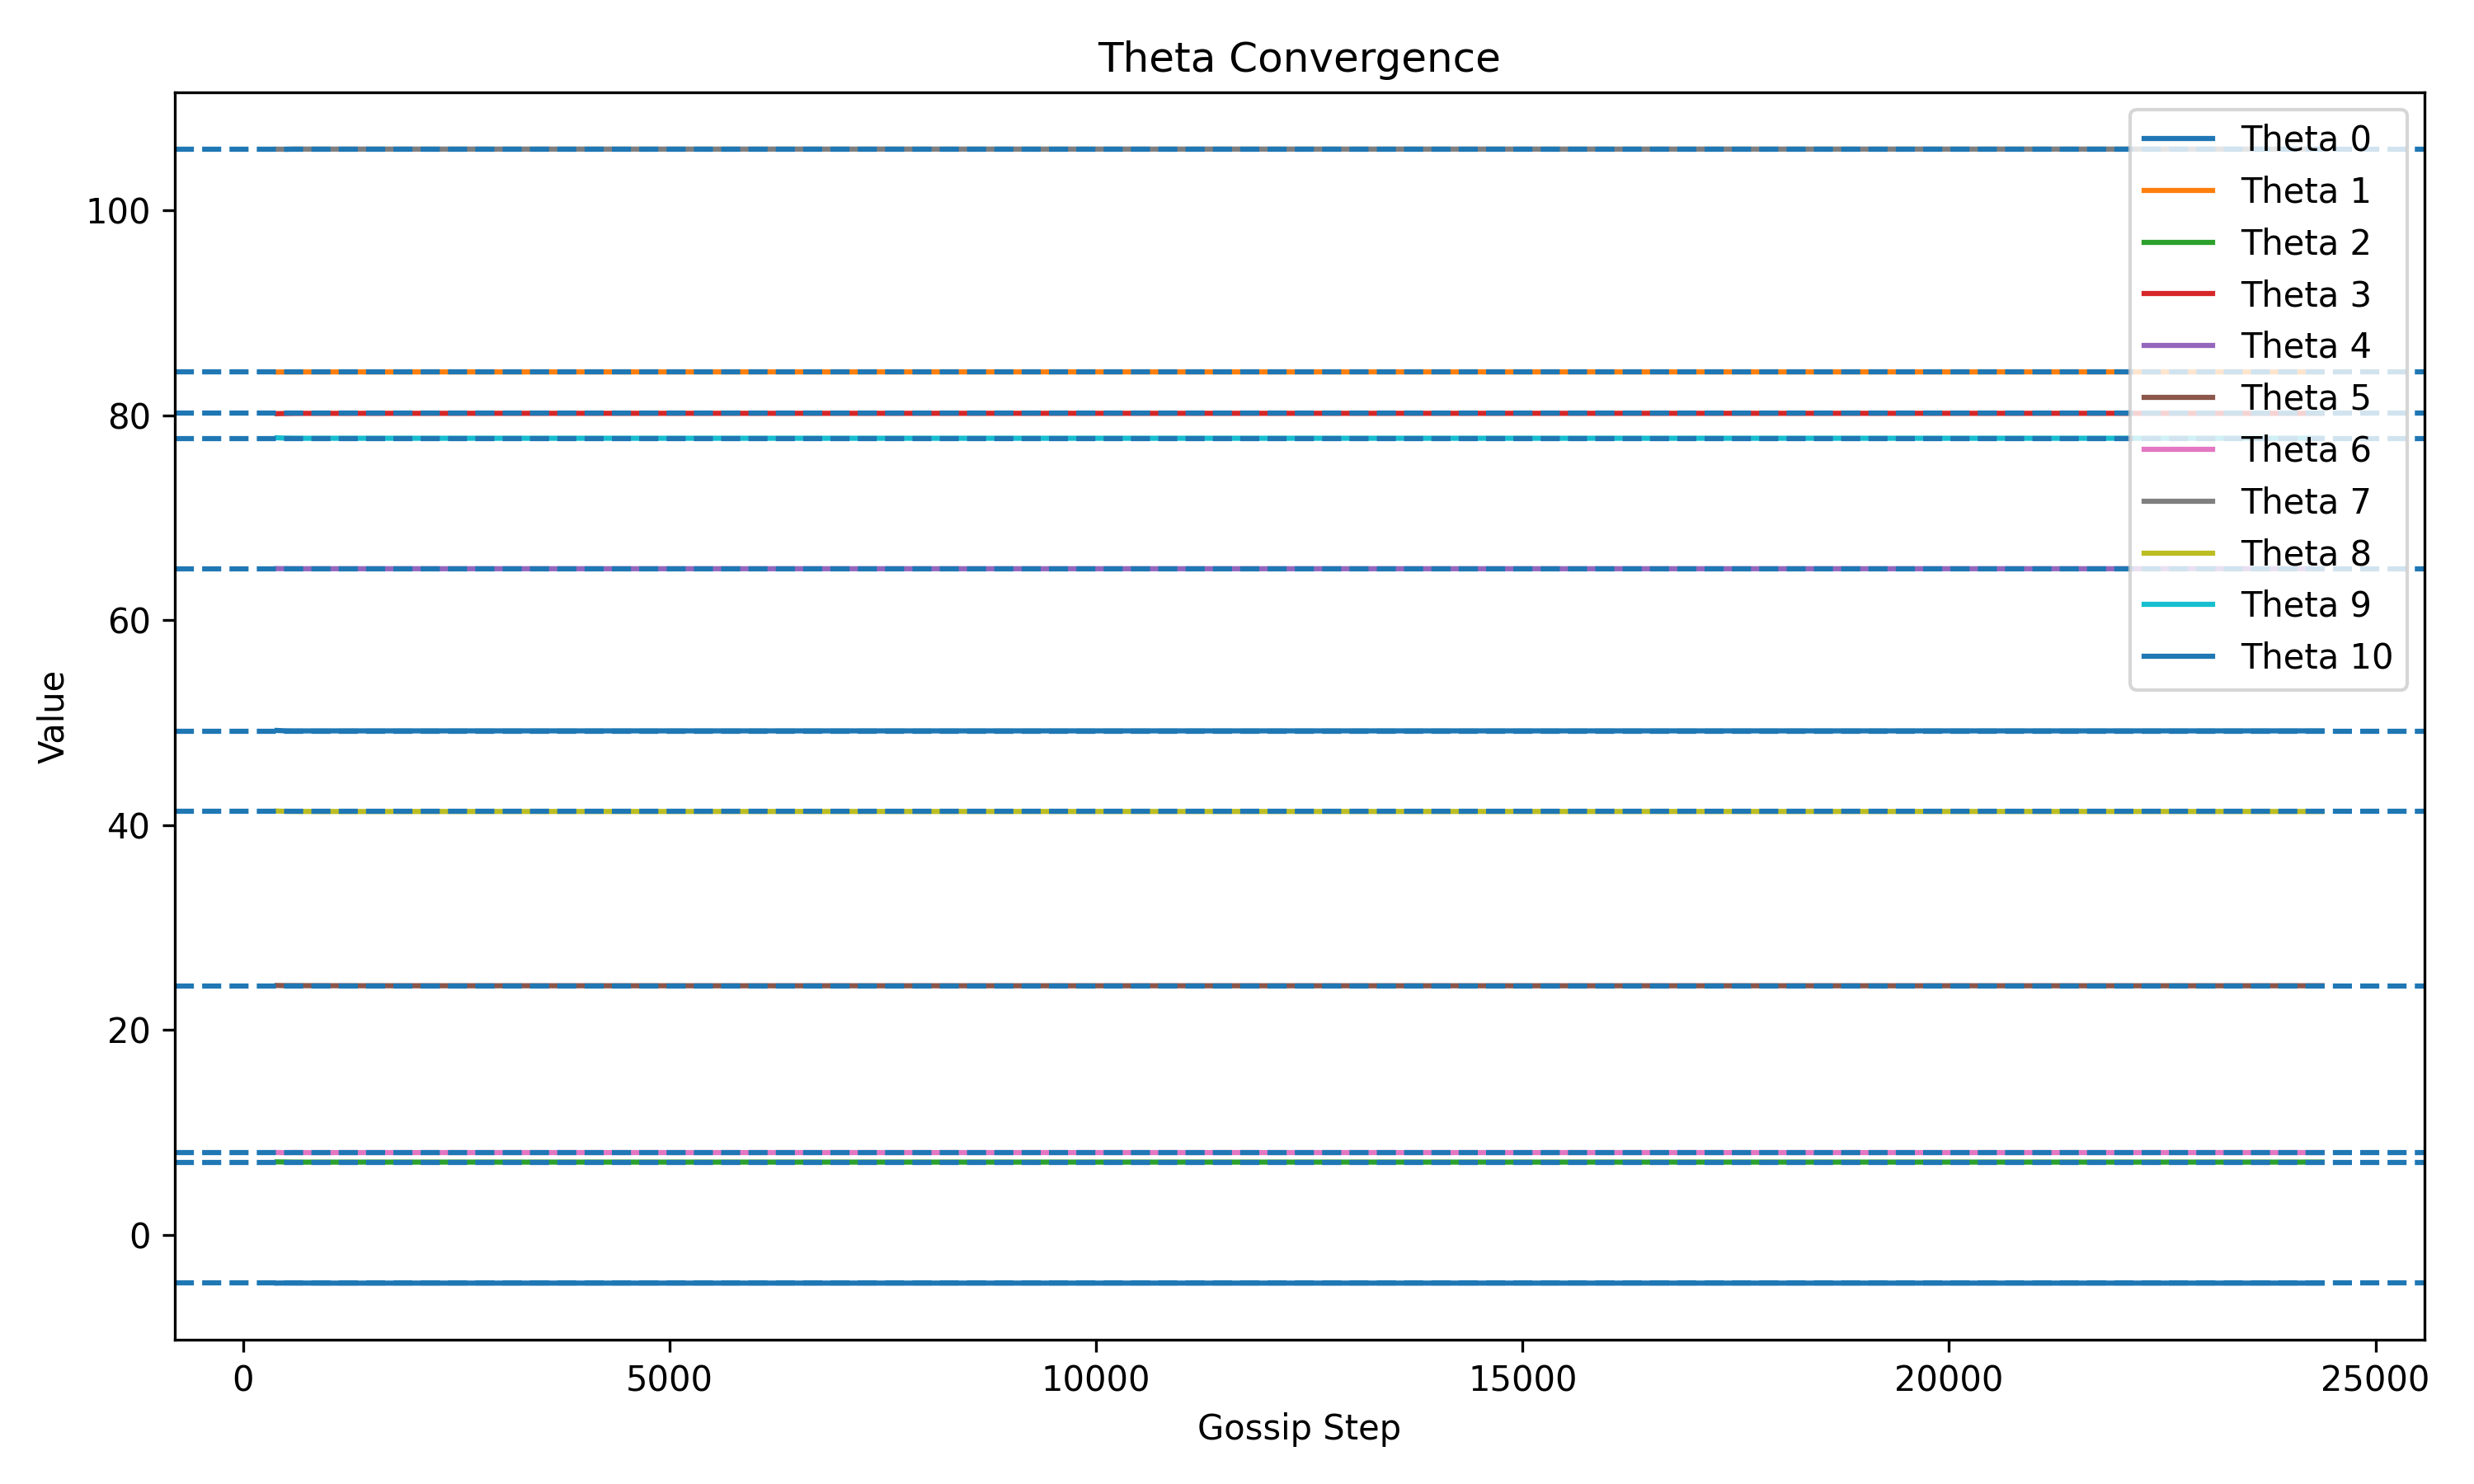 Theta Convergence
Value
100
80
60
40
20
0
Theta 0
Theta 1
Theta 2
Theta 3
Theta 4
Theta 5
Theta 6
Theta 7
Theta 8
Theta 9
Theta 10
0 5000 10000 15000 20000 25000
Gossip Step